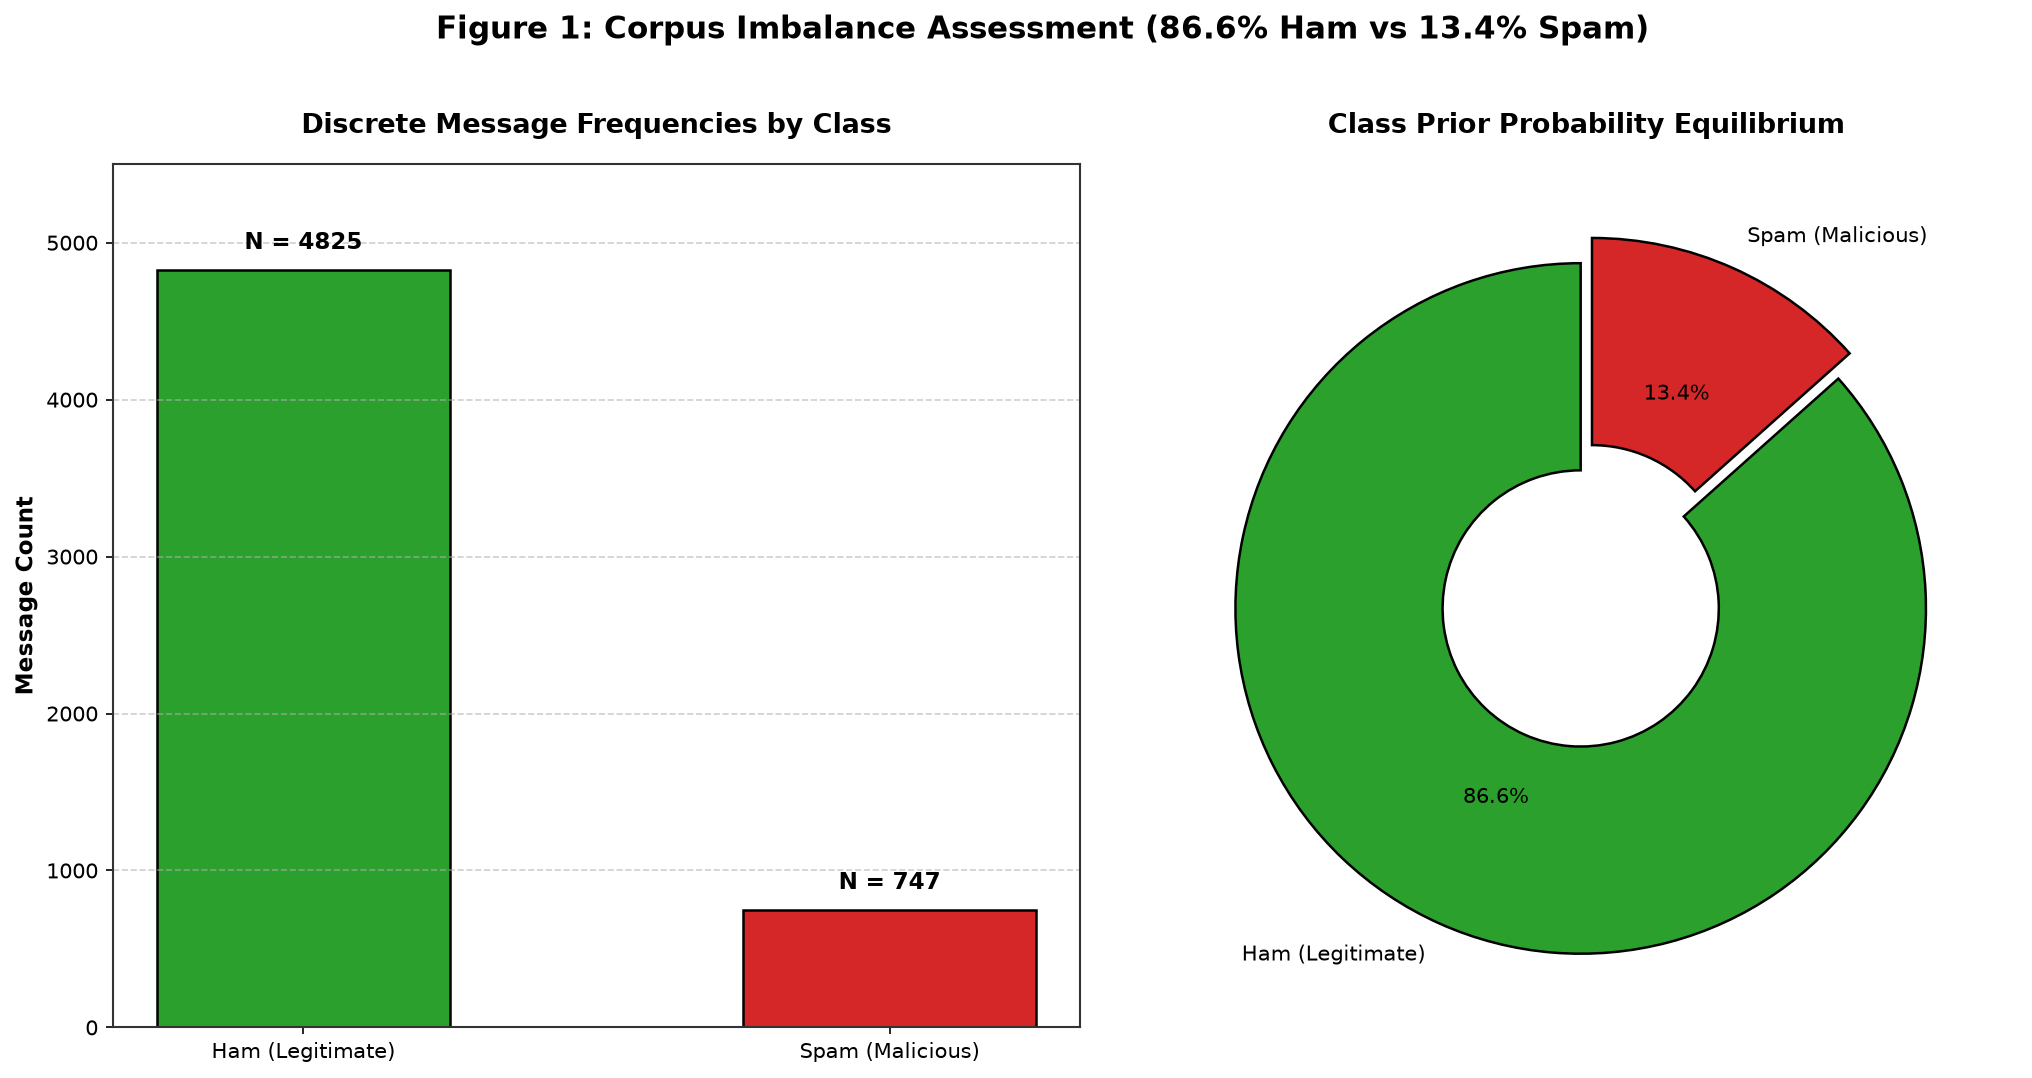 Figure 1: Corpus Imbalance Assessment (86.6% Ham vs 13.4% Spam)
Discrete Message Frequencies by Class
Message Count
5000
4000
3000
2000
1000
0
N = 4825
N = 747
Ham (Legitimate)
Spam (Malicious)
Class Prior Probability Equilibrium
Spam (Malicious)
13.4%
86.6%
Ham (Legitimate)